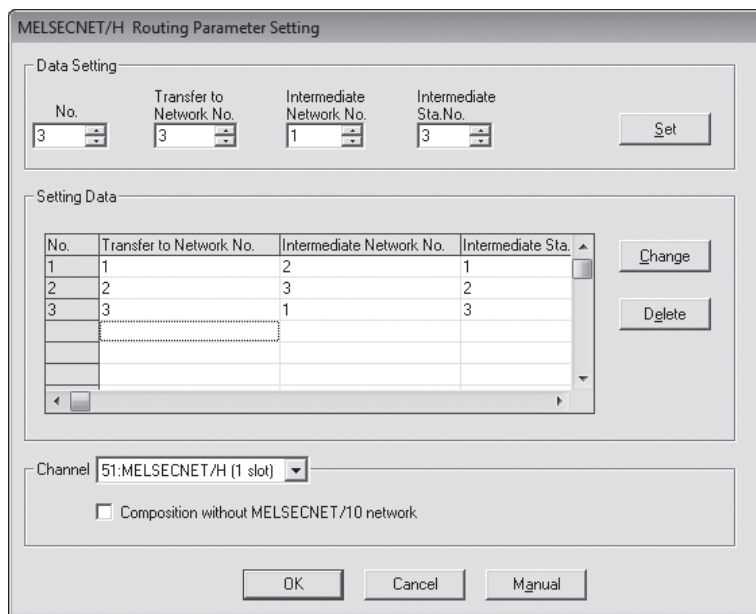 MELSECNET/H Routing Parameter Setting
Data Setting
No.
Transfer to
Network No.
Intermediate
Network No.
Intermediate
Sta.No.
3
3
1
3
Set
Setting Data
No. Transfer to Network No. Intermediate Network No. Intermediate Sta.
1 1 2 1
2 2 3 2
3 3 1 3
Change
Delete
Channel 51:MELSECNET/H (1 slot)
Composition without MELSECNET/10 network
OK Cancel Manual